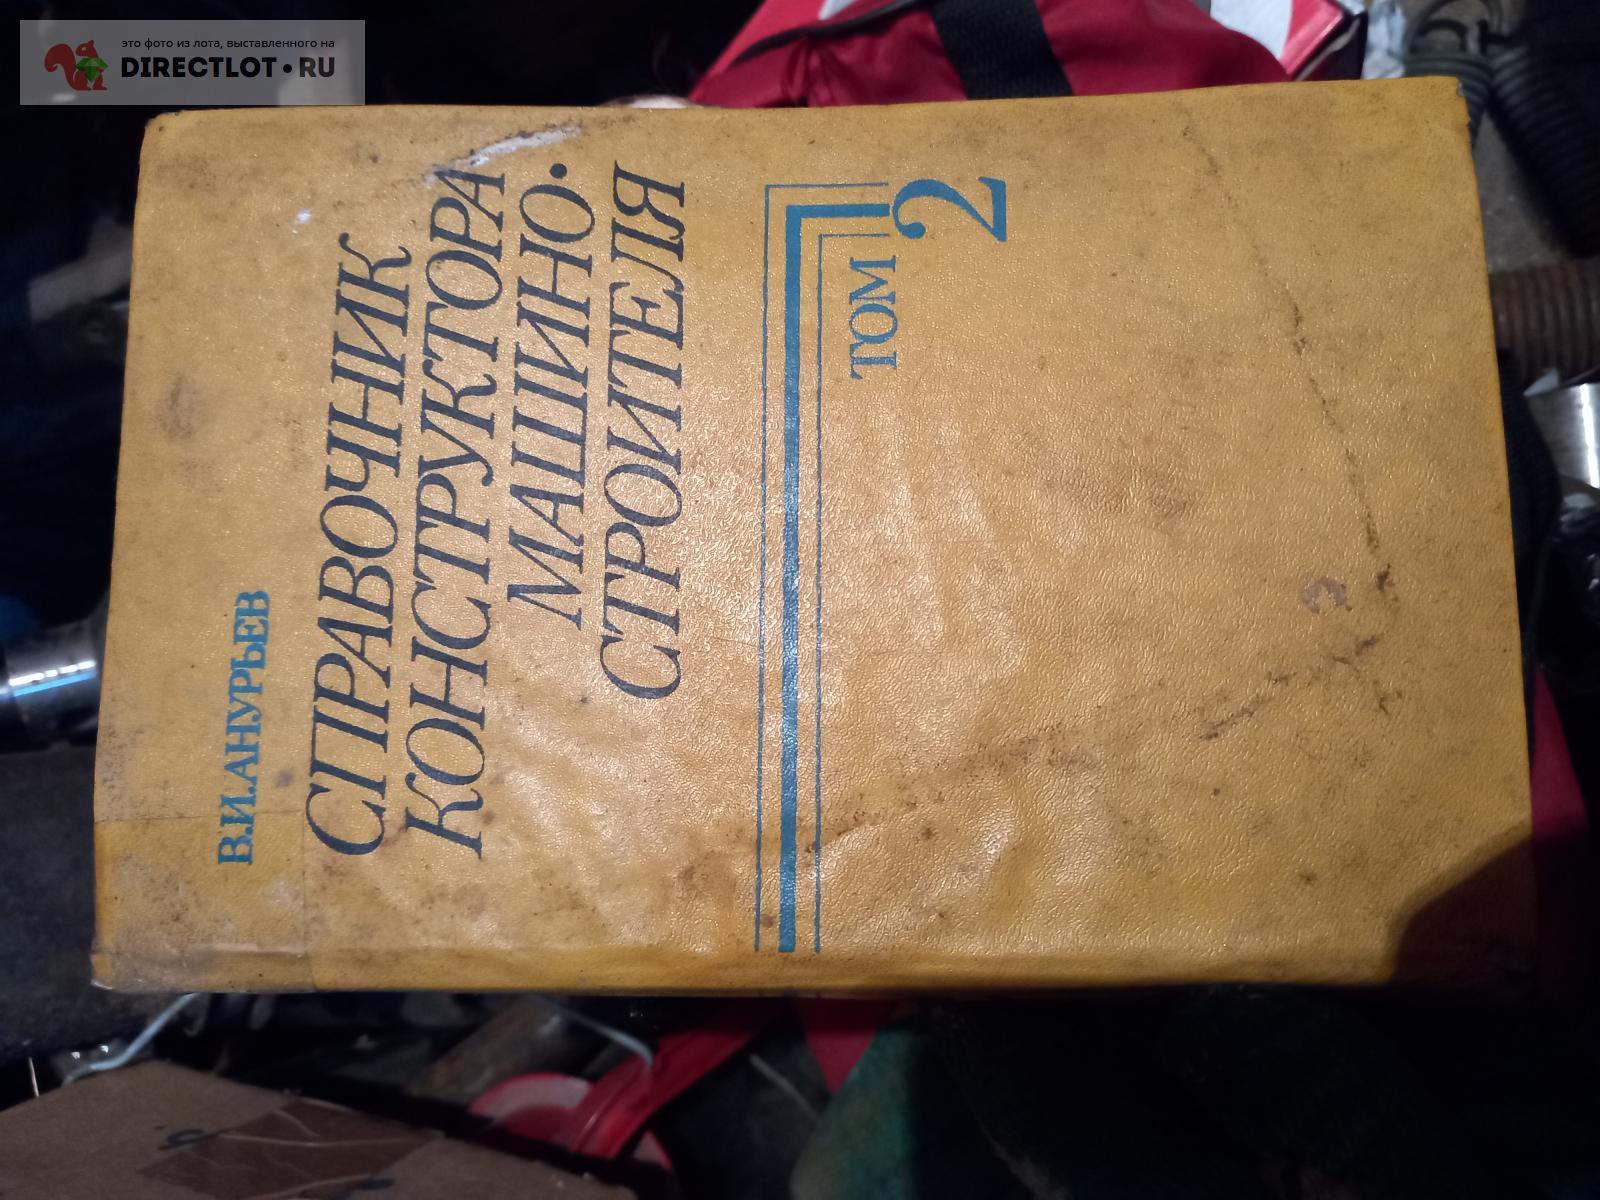 это фото из лота, выставленного на
DIRECTLOT•RU
В.И.АНУРЬЕВ
СПРАВОЧНИК
КОНСТРУКТОРА
МАШИНО-
СТРОИТЕЛЯ
ТОМ 2